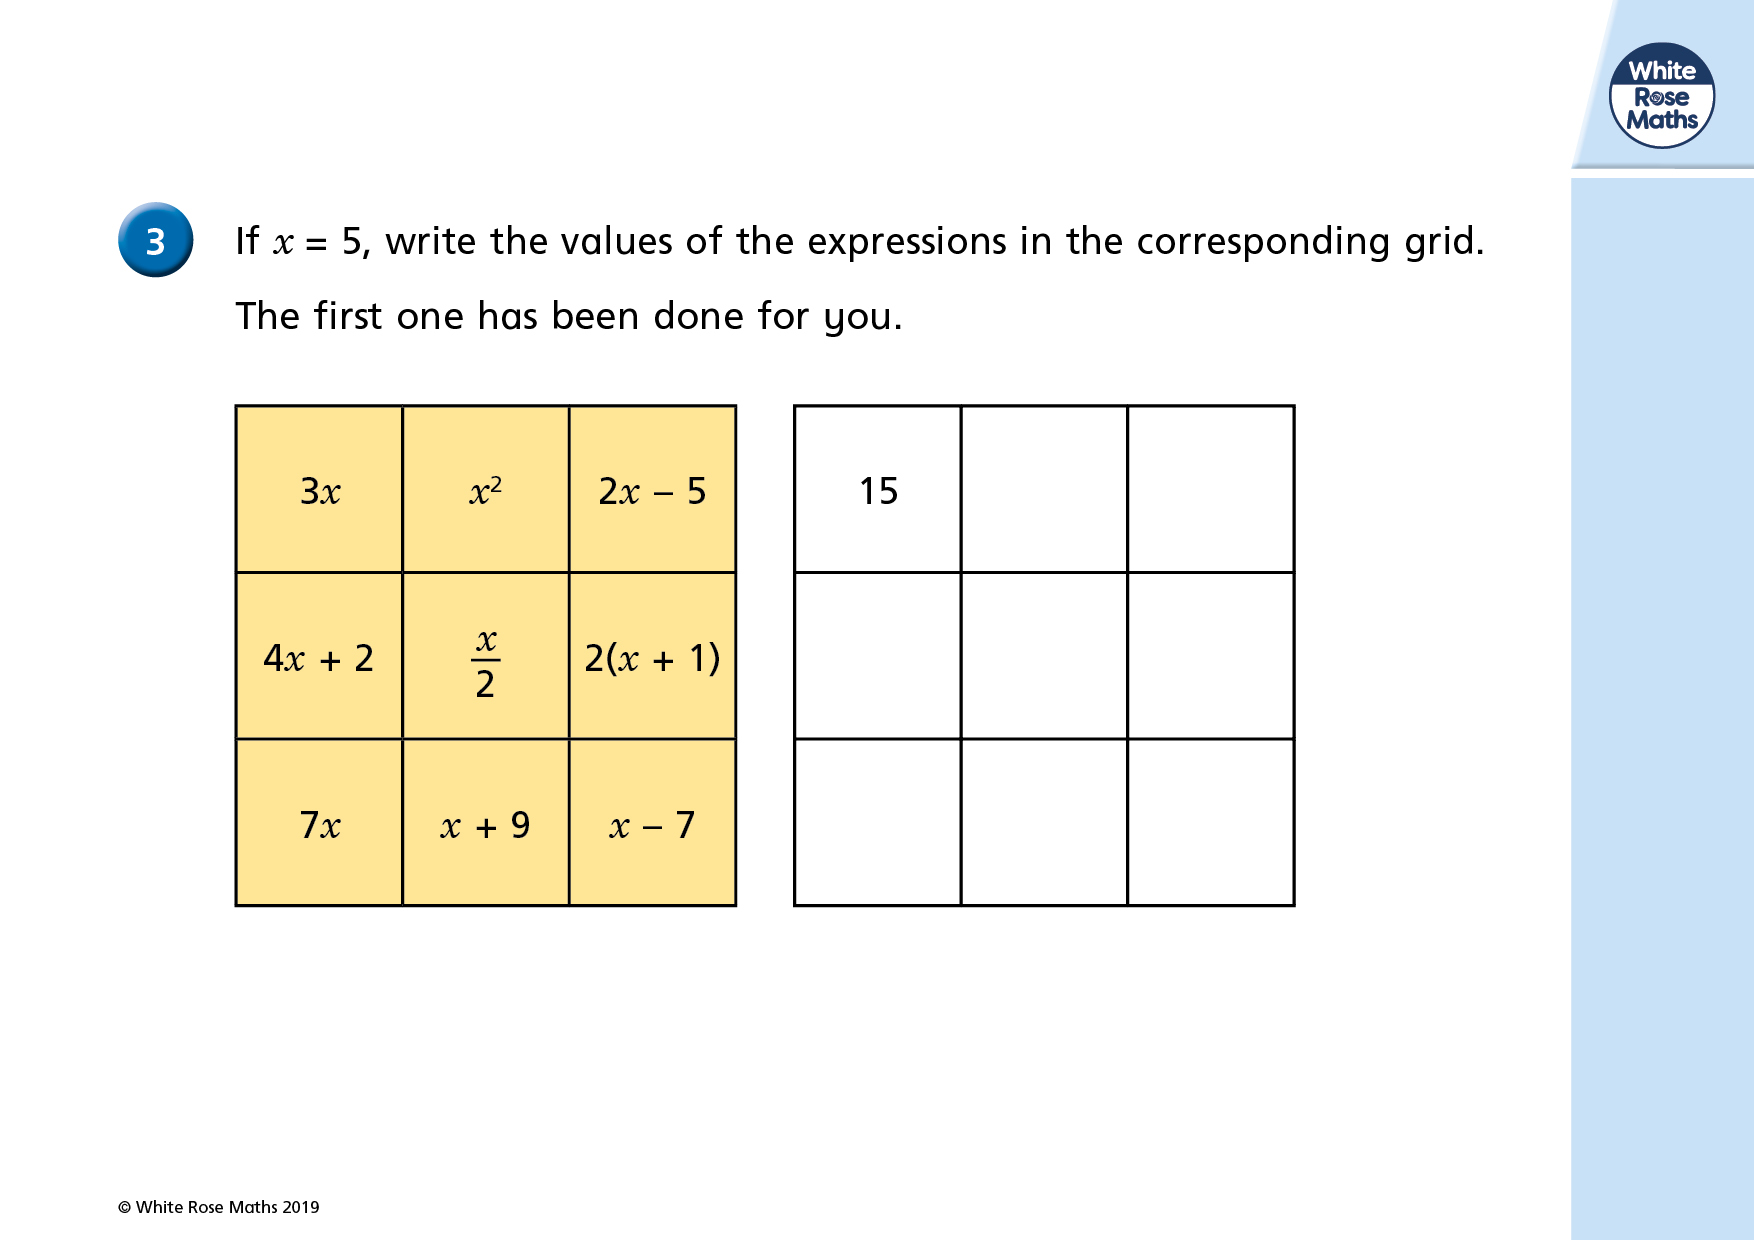 White
Rose
Maths
3 If x = 5, write the values of the expressions in the corresponding grid.
The first one has been done for you.
3x x² 2x – 5 15
4x + 2 x/2 2(x + 1)
7x x + 9 x – 7
© White Rose Maths 2019